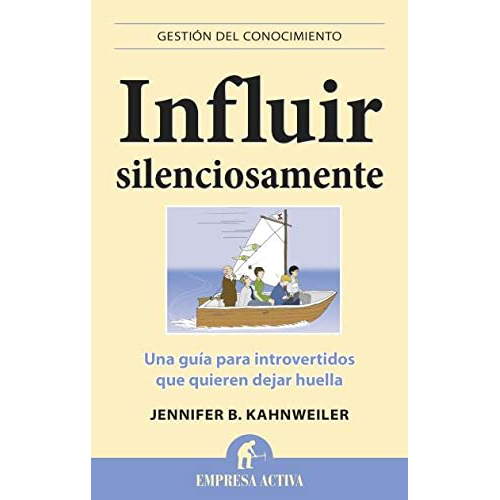 GESTIÓN DEL CONOCIMIENTO
Influir
silenciosamente
Una guía para introvertidos
que quieren dejar huella
JENNIFER B. KAHNWEILER
EMPRESA ACTIVA